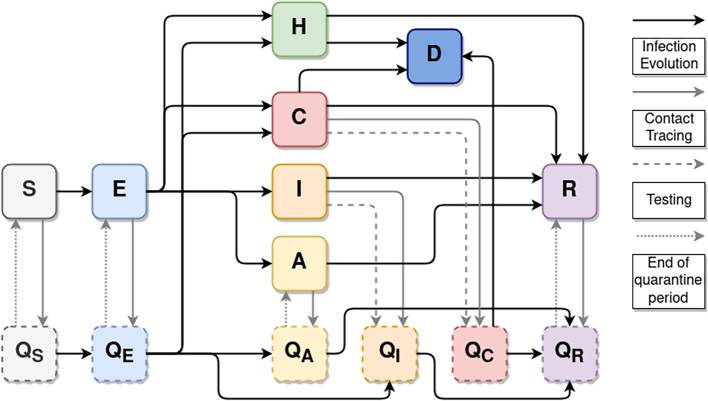 H
D
C
S
E
I
R
A
Q_S
Q_E
Q_A
Q_I
Q_C
Q_R
Infection
Evolution
Contact
Tracing
Testing
End of
quarantine
period